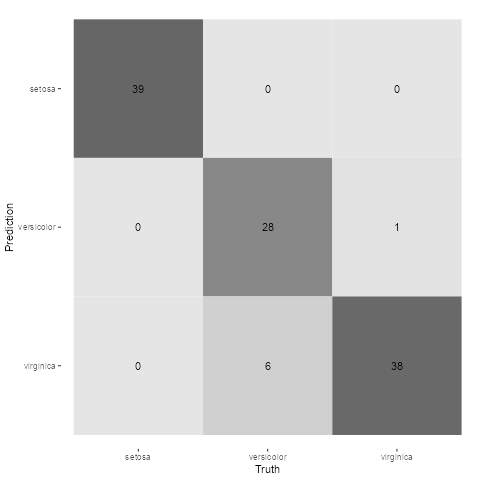 setosa
39
0
0
Prediction
versicolor
0
28
1
virginica
0
6
38
setosa
versicolor
virginica
Truth